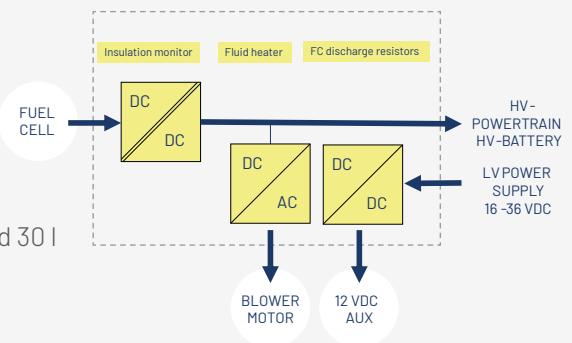 Insulation monitor
Fluid heater
FC discharge resistors
FUEL
CELL
DC
DC
HV-
POWERTRAIN
HV-BATTERY
DC
AC
DC
DC
LV POWER
SUPPLY
16 -36 VDC
d 30 l
BLOWER
MOTOR
12 VDC
AUX